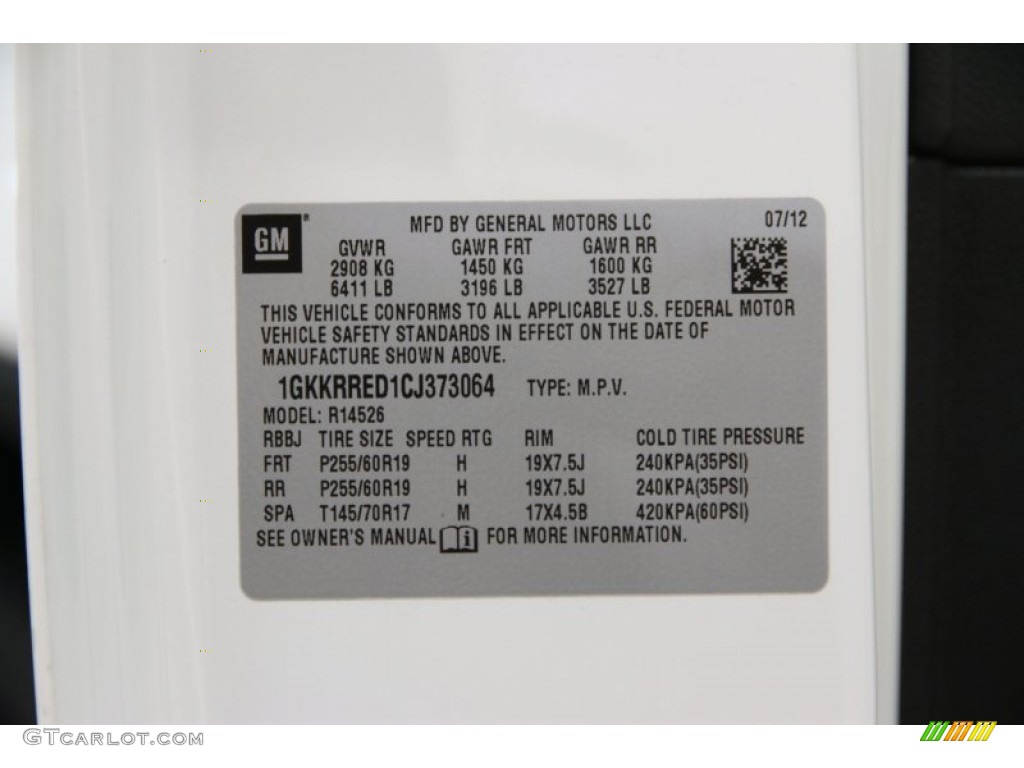 GM ® MFD BY GENERAL MOTORS LLC 07/12
GVWR GAWR FRT GAWR RR
2908 KG 1450 KG 1600 KG
6411 LB 3196 LB 3527 LB
THIS VEHICLE CONFORMS TO ALL APPLICABLE U.S. FEDERAL MOTOR
VEHICLE SAFETY STANDARDS IN EFFECT ON THE DATE OF
MANUFACTURE SHOWN ABOVE.
1GKKRRED1CJ373064 TYPE: M.P.V.
MODEL: R14526
RBBJ TIRE SIZE SPEED RTG RIM COLD TIRE PRESSURE
FRT P255/60R19 H 19X7.5J 240KPA(35PSI)
RR P255/60R19 H 19X7.5J 240KPA(35PSI)
SPA T145/70R17 M 17X4.5B 420KPA(60PSI)
SEE OWNER'S MANUAL i FOR MORE INFORMATION.
GTCARLOT.COM